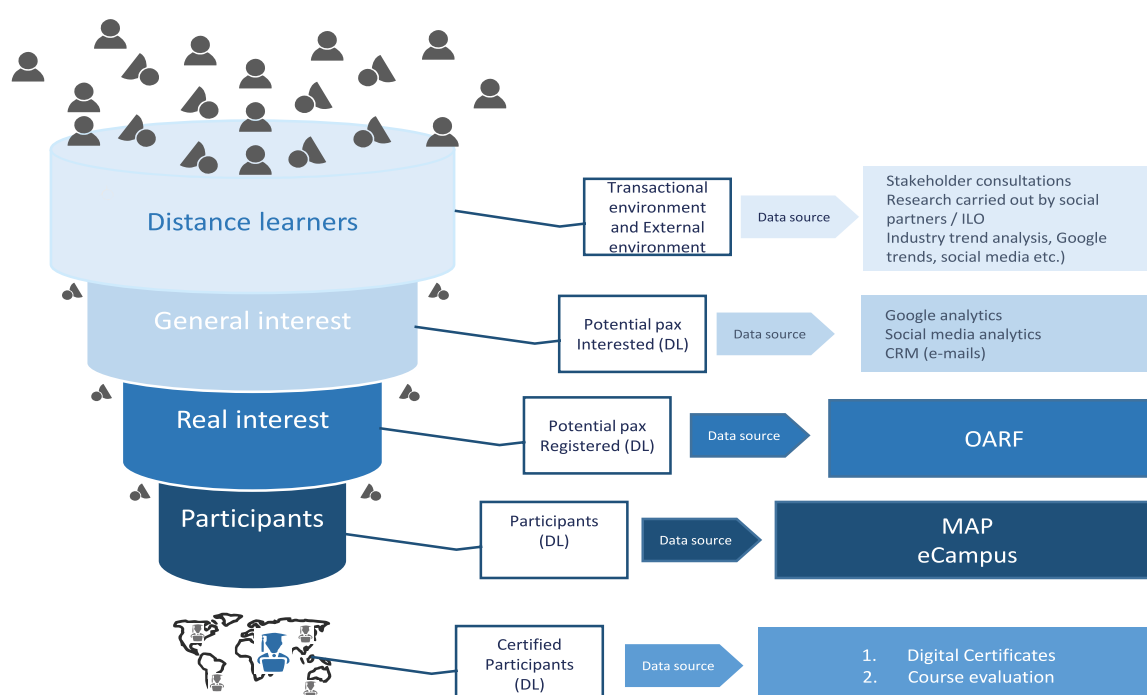 Distance learners
Transactional
environment
and External
environment
Data source
Stakeholder consultations
Research carried out by social
partners / ILO
Industry trend analysis, Google
trends, social media etc.)
General interest
Potential pax
Interested (DL)
Data source
Google analytics
Social media analytics
CRM (e-mails)
Real interest
Potential pax
Registered (DL)
Data source
OARF
Participants
Participants
(DL)
Data source
MAP
eCampus
Certified
Participants
(DL)
Data source
1. Digital Certificates
2. Course evaluation